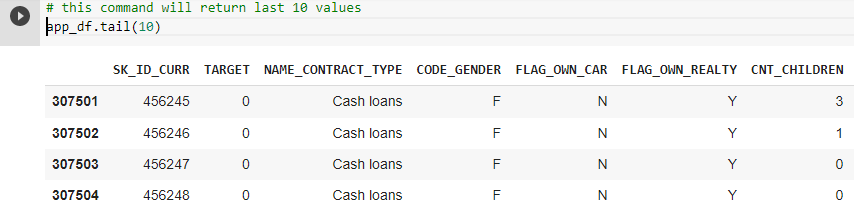 # this command will return last 10 values
app_df.tail(10)
SK_ID_CURR TARGET NAME_CONTRACT_TYPE CODE_GENDER FLAG_OWN_CAR FLAG_OWN_REALTY CNT_CHILDREN
307501 456245 0 Cash loans F N Y 3
307502 456246 0 Cash loans F N Y 1
307503 456247 0 Cash loans F N Y 0
307504 456248 0 Cash loans F N Y 0